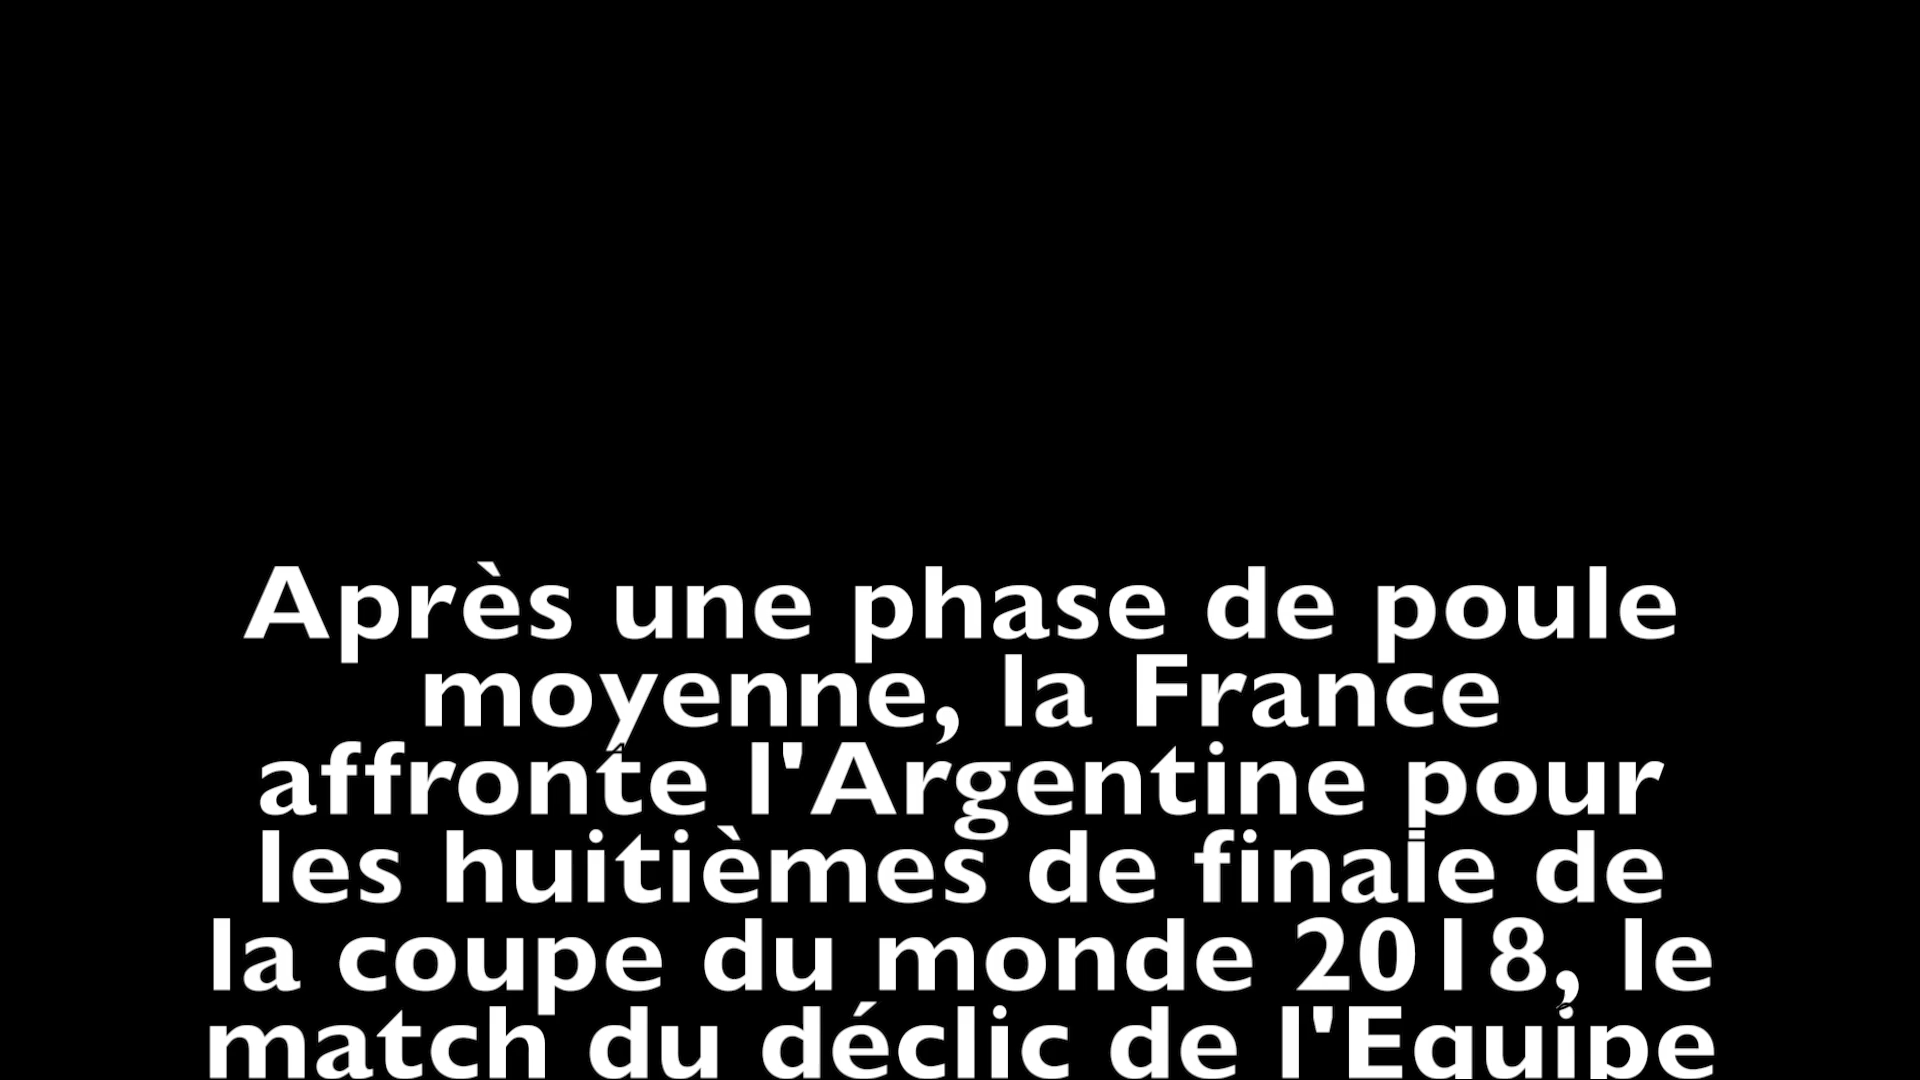 Après une phase de poule
moyenne, la France
affronte l'Argentine pour
les huitièmes de finale de
la coupe du monde 2018, le
match du déclic de l'Equipe